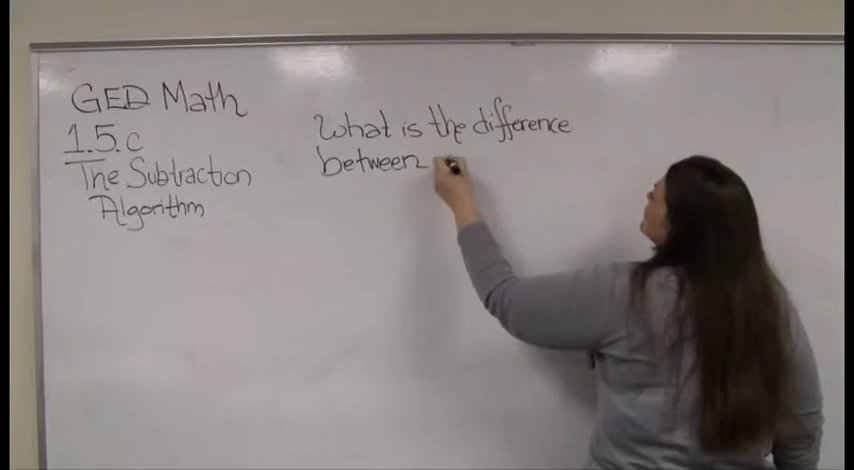 GED Math
1.5.c
The Subtraction
Algorithm
What is the difference
between